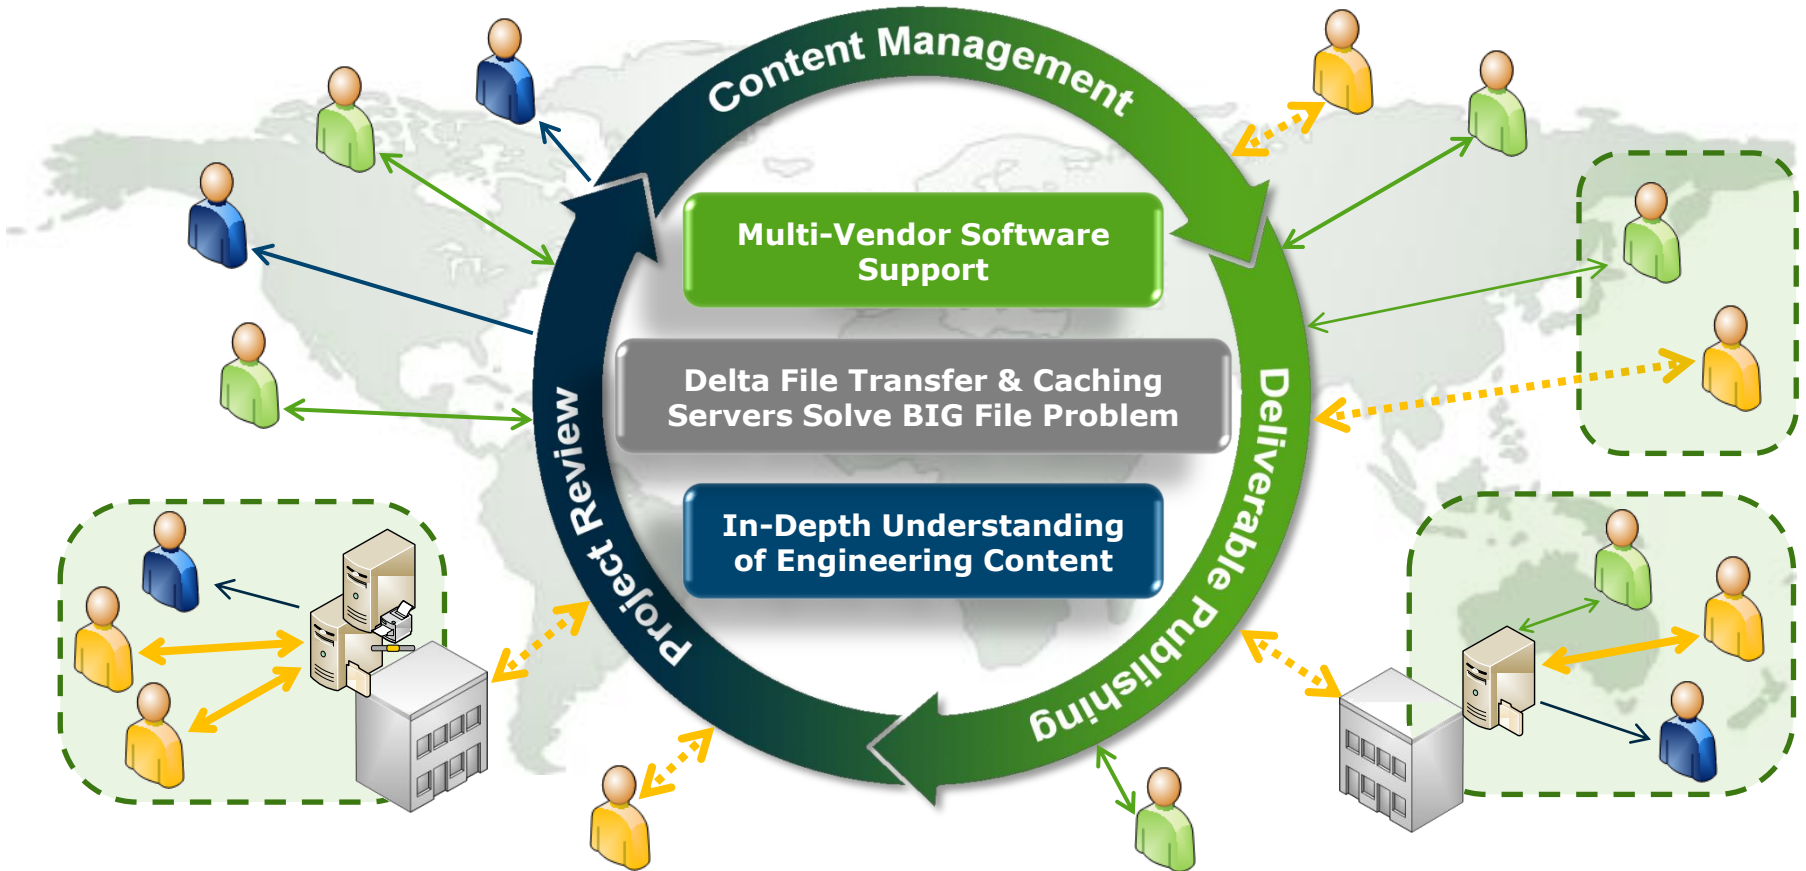 Content Management
Multi-Vendor Software
Support
Delta File Transfer & Caching
Servers Solve BIG File Problem
In-Depth Understanding
of Engineering Content
Deliverable Publishing
Project Review